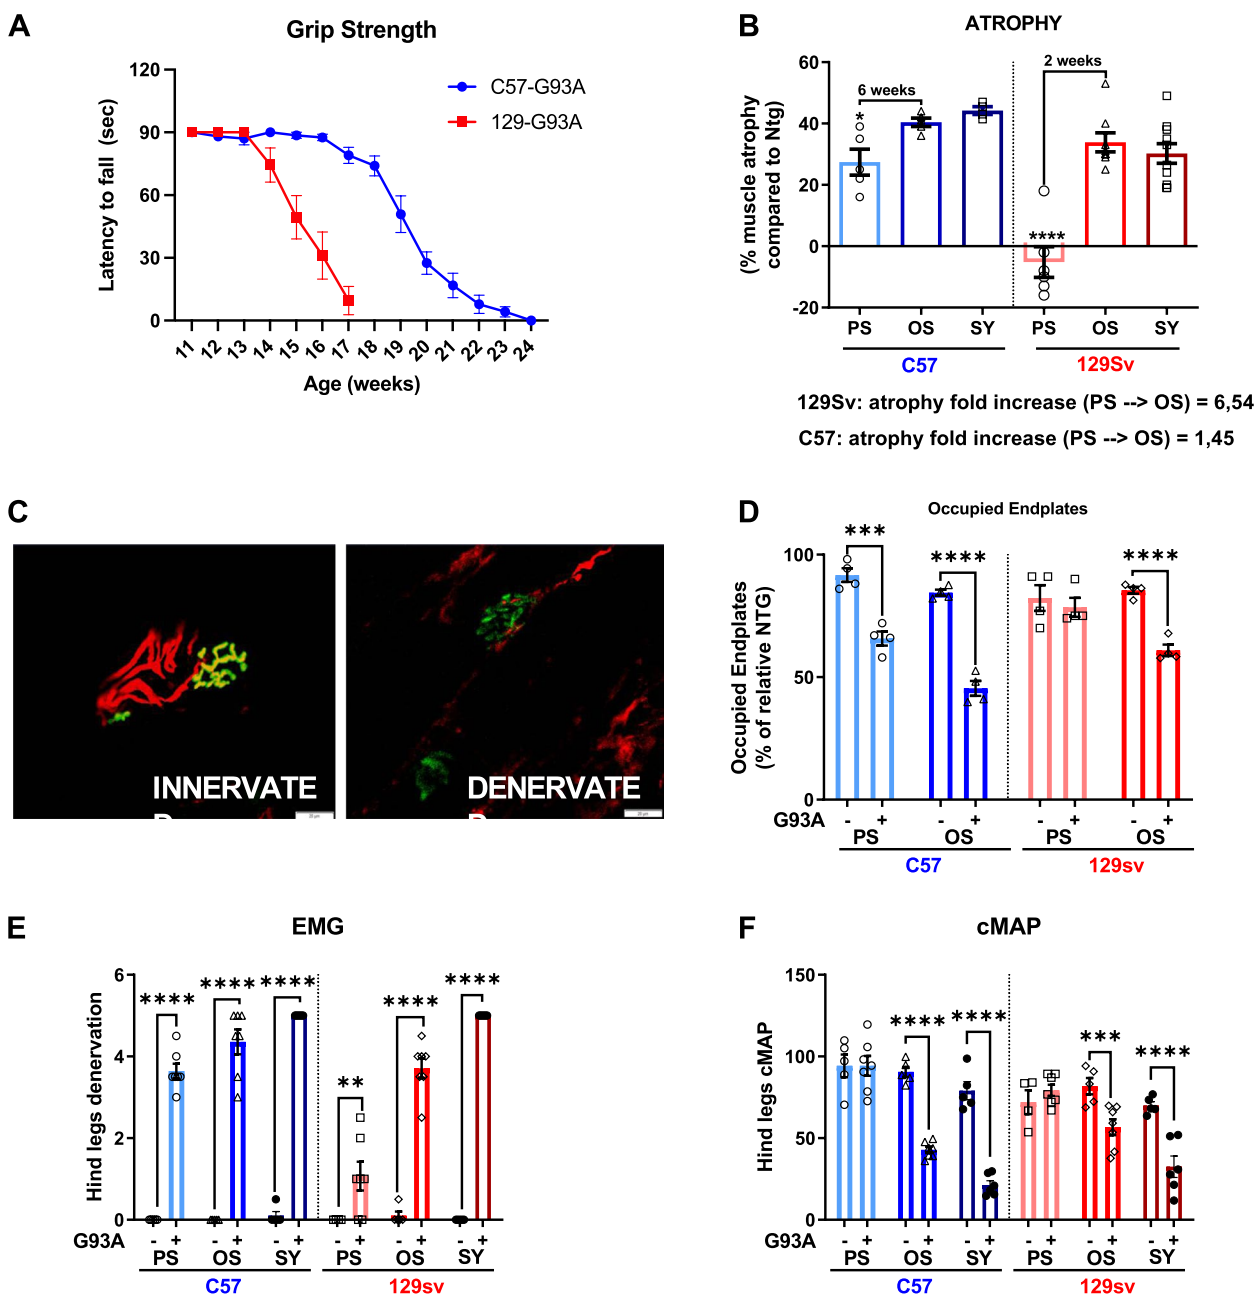 A
Grip Strength
120
90
60
30
0
Latency to fall (sec)
C57-G93A
129-G93A
11 12 13 14 15 16 17 18 19 20 21 22 23 24
Age (weeks)
B
ATROPHY
60
40
20
0
-20
(% muscle atrophy
compared to Ntg)
6 weeks
2 weeks
*
****
PS OS SY PS OS SY
C57 129Sv
129Sv: atrophy fold increase (PS --> OS) = 6,54
C57: atrophy fold increase (PS --> OS) = 1,45
C
INNERVATE
DENERVATE
D
Occupied Endplates
100
50
0
Occupied Endplates
(% of relative NTG)
*** **** ****
G93A - + - + - + - +
PS OS PS OS
C57 129sv
E
EMG
6
4
2
0
Hind legs denervation
**** **** **** ** **** ****
G93A - + - + - + - + - + - +
PS OS SY PS OS SY
C57 129sv
F
cMAP
150
100
50
0
Hind legs cMAP
**** **** *** ****
G93A - + - + - + - + - + - +
PS OS SY PS OS SY
C57 129sv